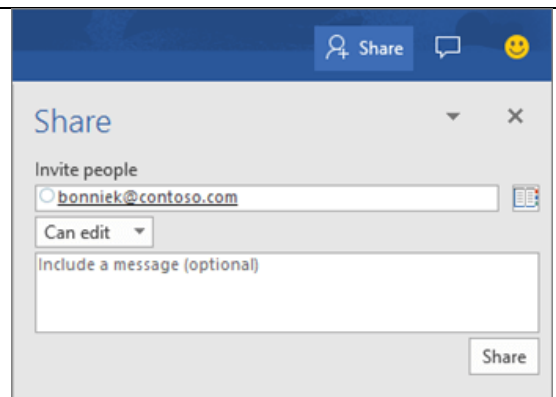 Share
Share
Invite people
bonniek@contoso.com
Can edit
Include a message (optional)
Share